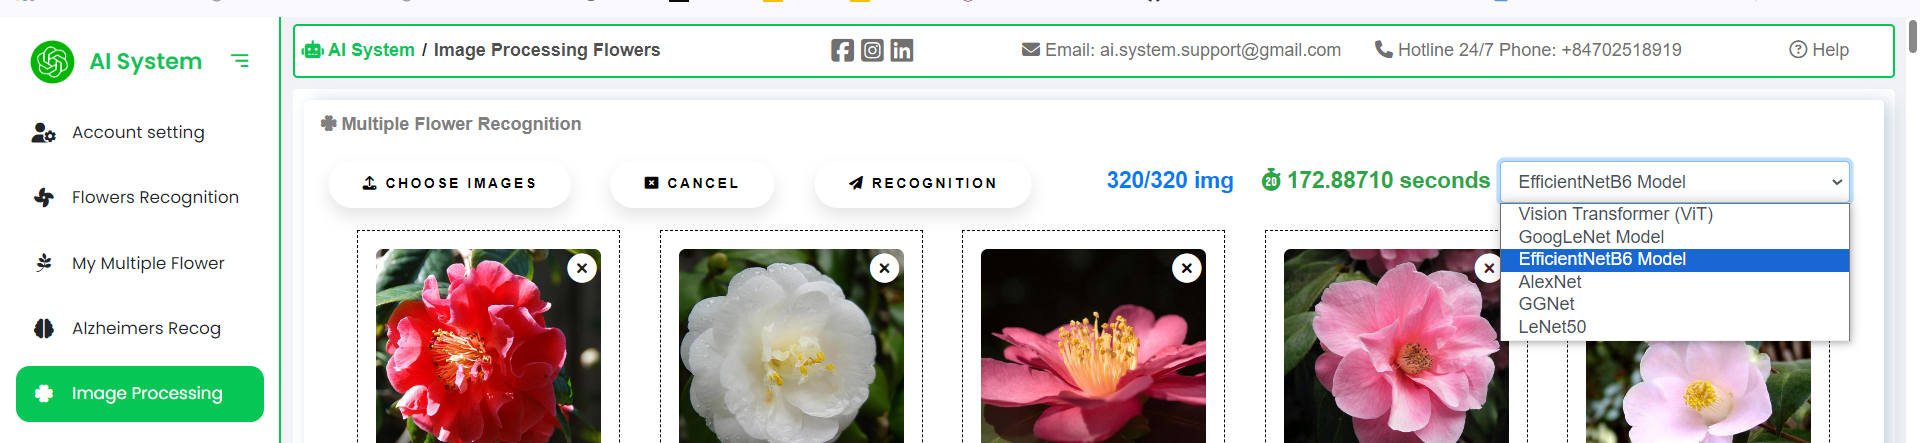 AI System
Account setting
Flowers Recognition
My Multiple Flower
Alzheimers Recog
Image Processing
AI System / Image Processing Flowers
Email: ai.system.support@gmail.com
Hotline 24/7 Phone: +84702518919
Help
Multiple Flower Recognition
CHOOSE IMAGES
CANCEL
RECOGNITION
320/320 img
20 172.88710 seconds
EfficientNetB6 Model
Vision Transformer (ViT)
GoogLeNet Model
EfficientNetB6 Model
AlexNet
GGNet
LeNet50